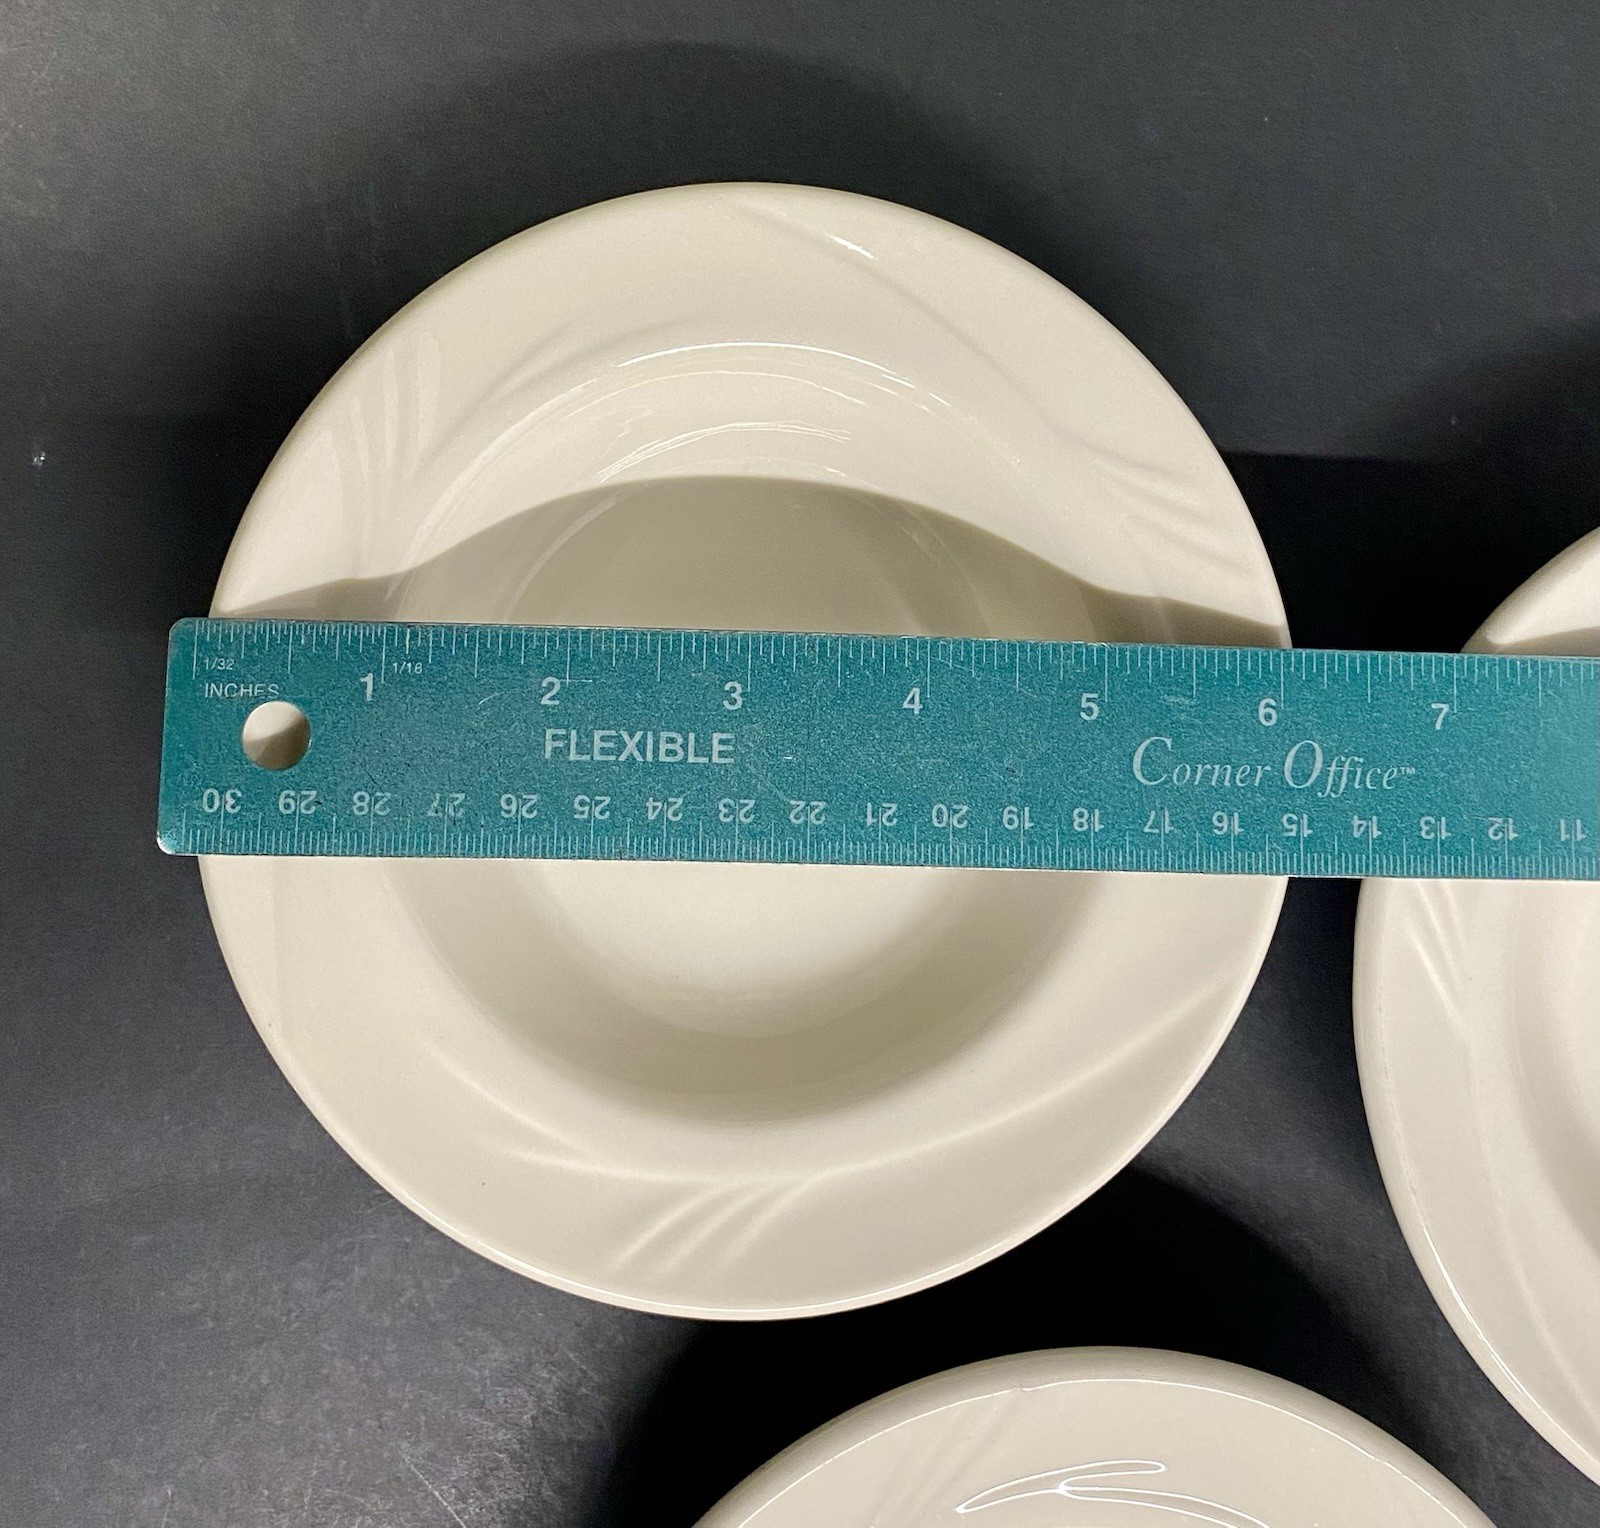 1/32 1/16
INCHES 1 2 3 4 5 6 7
FLEXIBLE Corner Office™
30 29 28 27 26 25 24 23 22 21 20 19 18 17 16 15 14 13 12 11